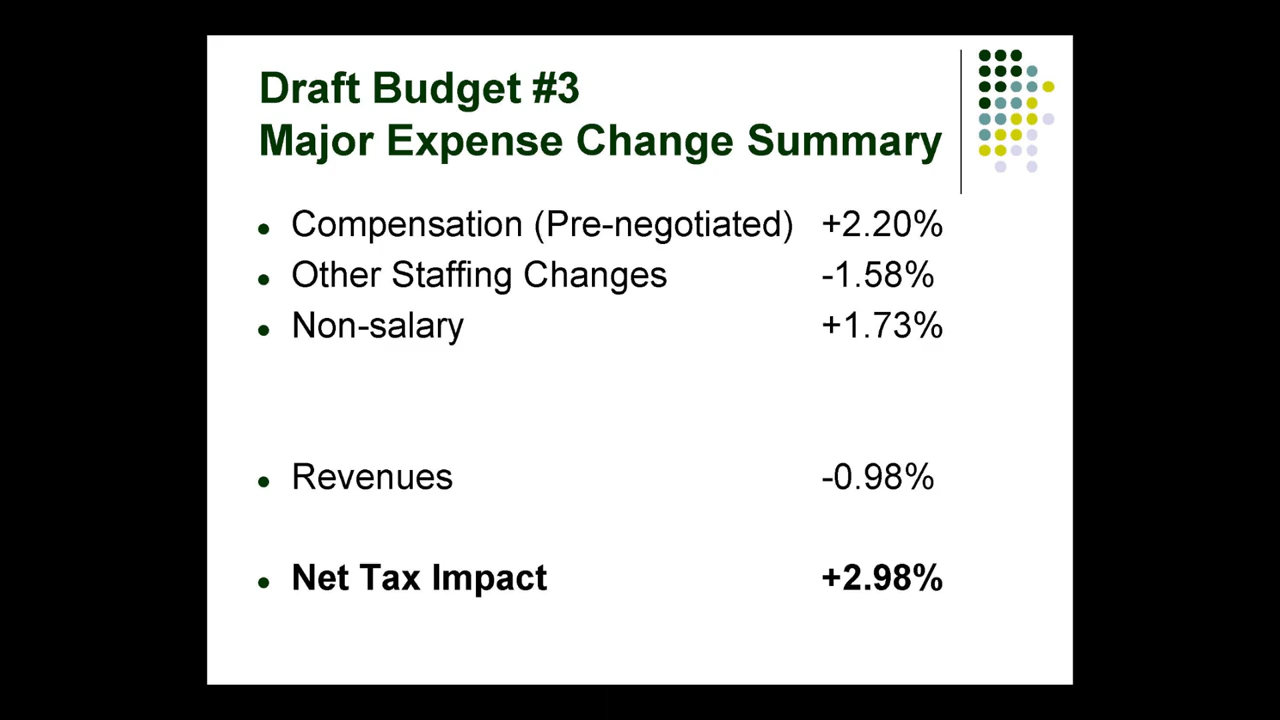 Draft Budget #3
Major Expense Change Summary
• Compensation (Pre-negotiated) +2.20%
• Other Staffing Changes -1.58%
• Non-salary +1.73%
• Revenues -0.98%
• Net Tax Impact +2.98%